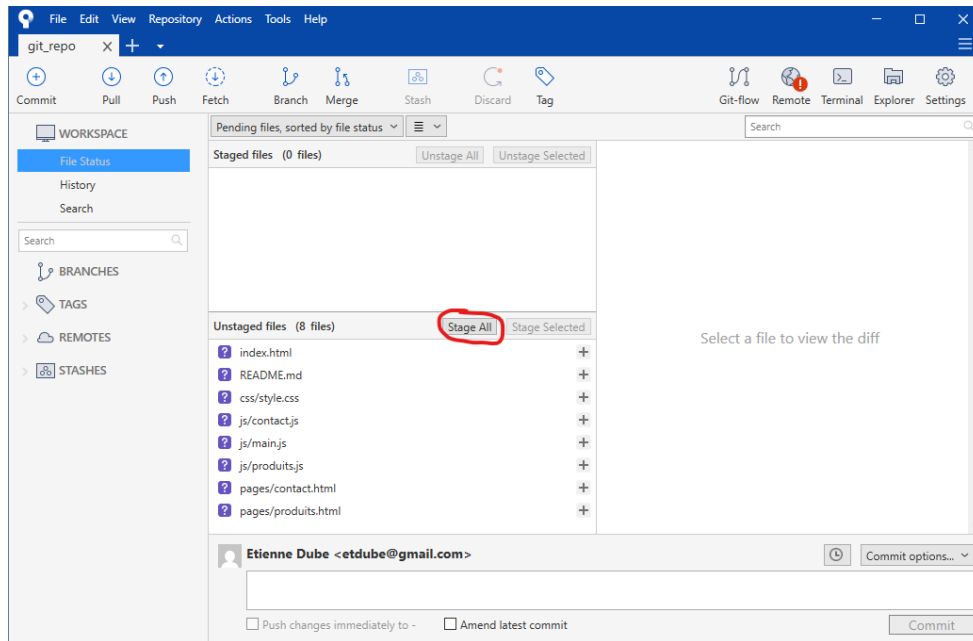 File Edit View Repository Actions Tools Help
git_repo
Commit Pull Push Fetch Branch Merge Stash Discard Tag Git-flow Remote Terminal Explorer Settings
WORKSPACE
File Status
History
Search
Search
BRANCHES
TAGS
REMOTES
STASHES
Pending files, sorted by file status
Search
Staged files (0 files) Unstage All Unstage Selected
Unstaged files (8 files) Stage All Stage Selected
index.html
README.md
css/style.css
js/contact.js
js/main.js
js/produits.js
pages/contact.html
pages/produits.html
Select a file to view the diff
Etienne Dube <etdube@gmail.com>
Commit options...
Push changes immediately to -
Amend latest commit
Commit